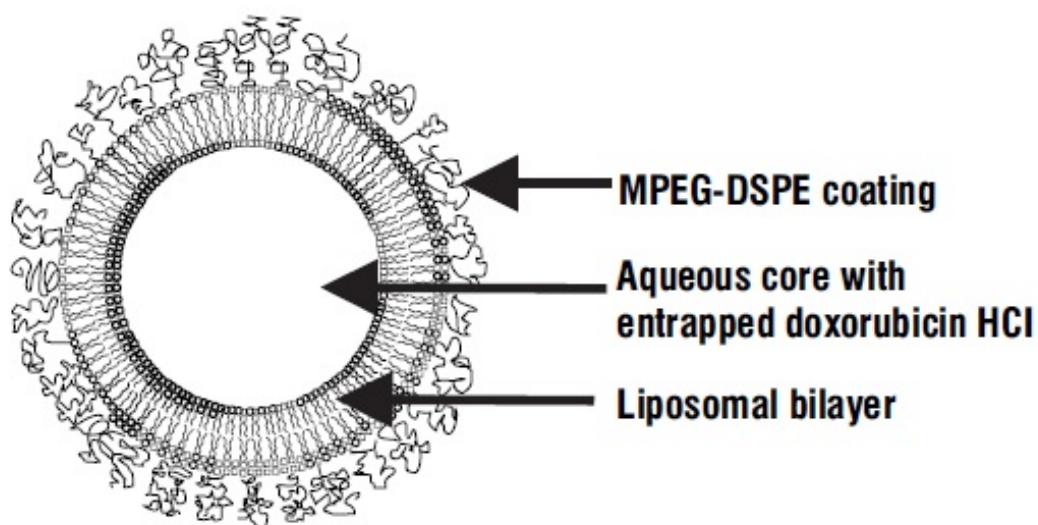 MPEG-DSPE coating
Aqueous core with
entrapped doxorubicin HCl
Liposomal bilayer